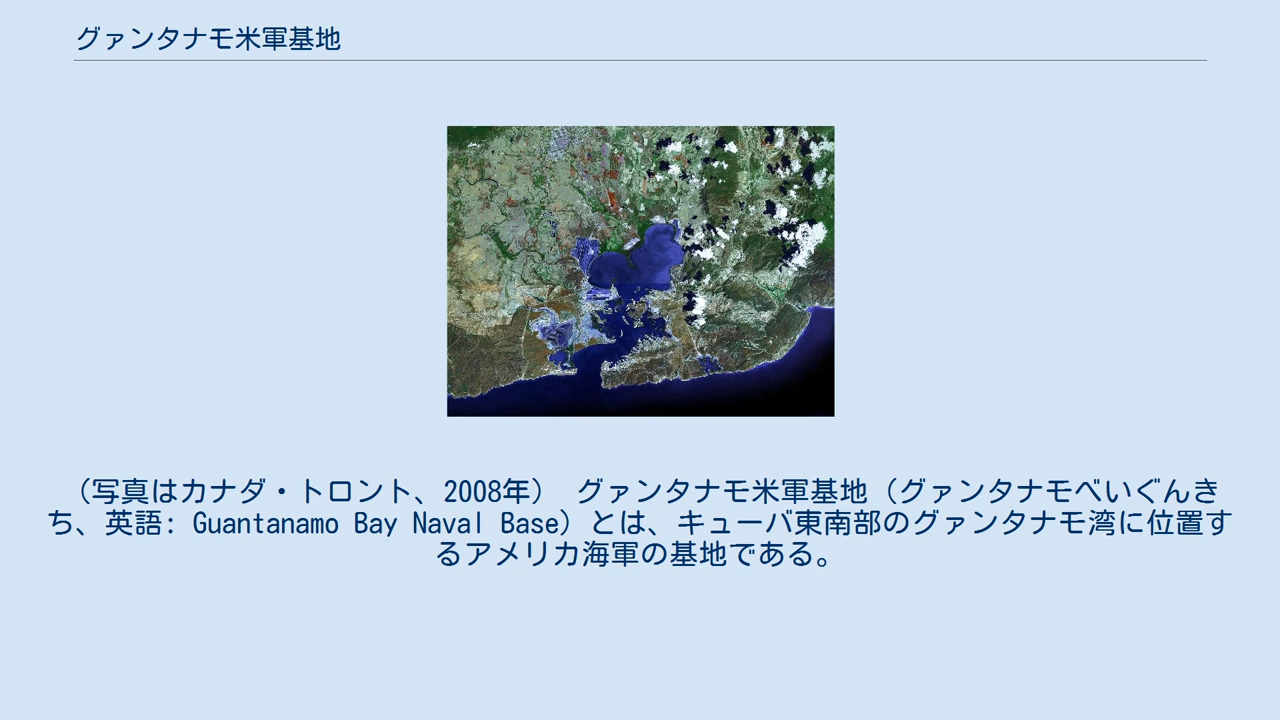 グァンタナモ米軍基地
（写真はカナダ・トロント、2008年） グァンタナモ米軍基地（グァンタナモべいぐんき
ち、英語: Guantanamo Bay Naval Base）とは、キューバ東南部のグァンタナモ湾に位置す
るアメリカ海軍の基地である。